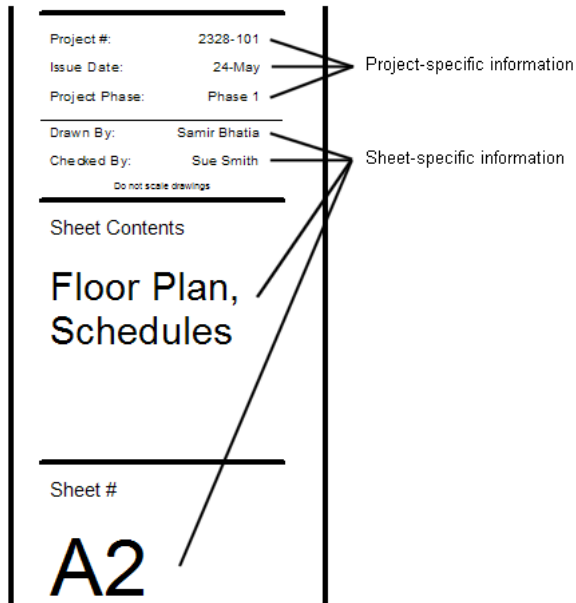 Project #: 2328-101
Issue Date: 24-May
Project Phase: Phase 1
Project-specific information
Drawn By: Samir Bhatia
Checked By: Sue Smith
Sheet-specific information
Do not scale drawings
Sheet Contents
Floor Plan,
Schedules
Sheet #
A2